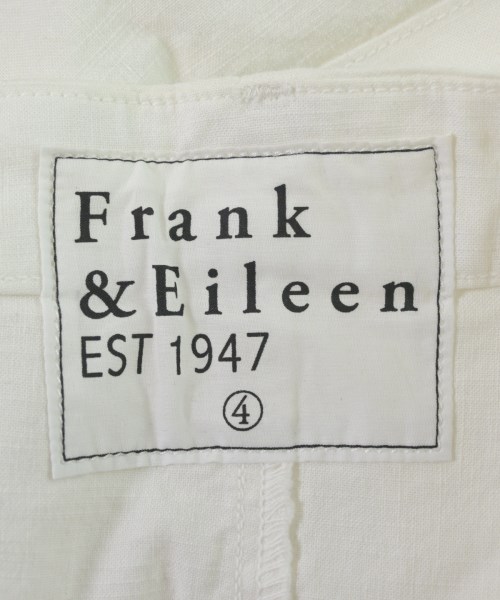 Frank
&Eileen
EST 1947
④